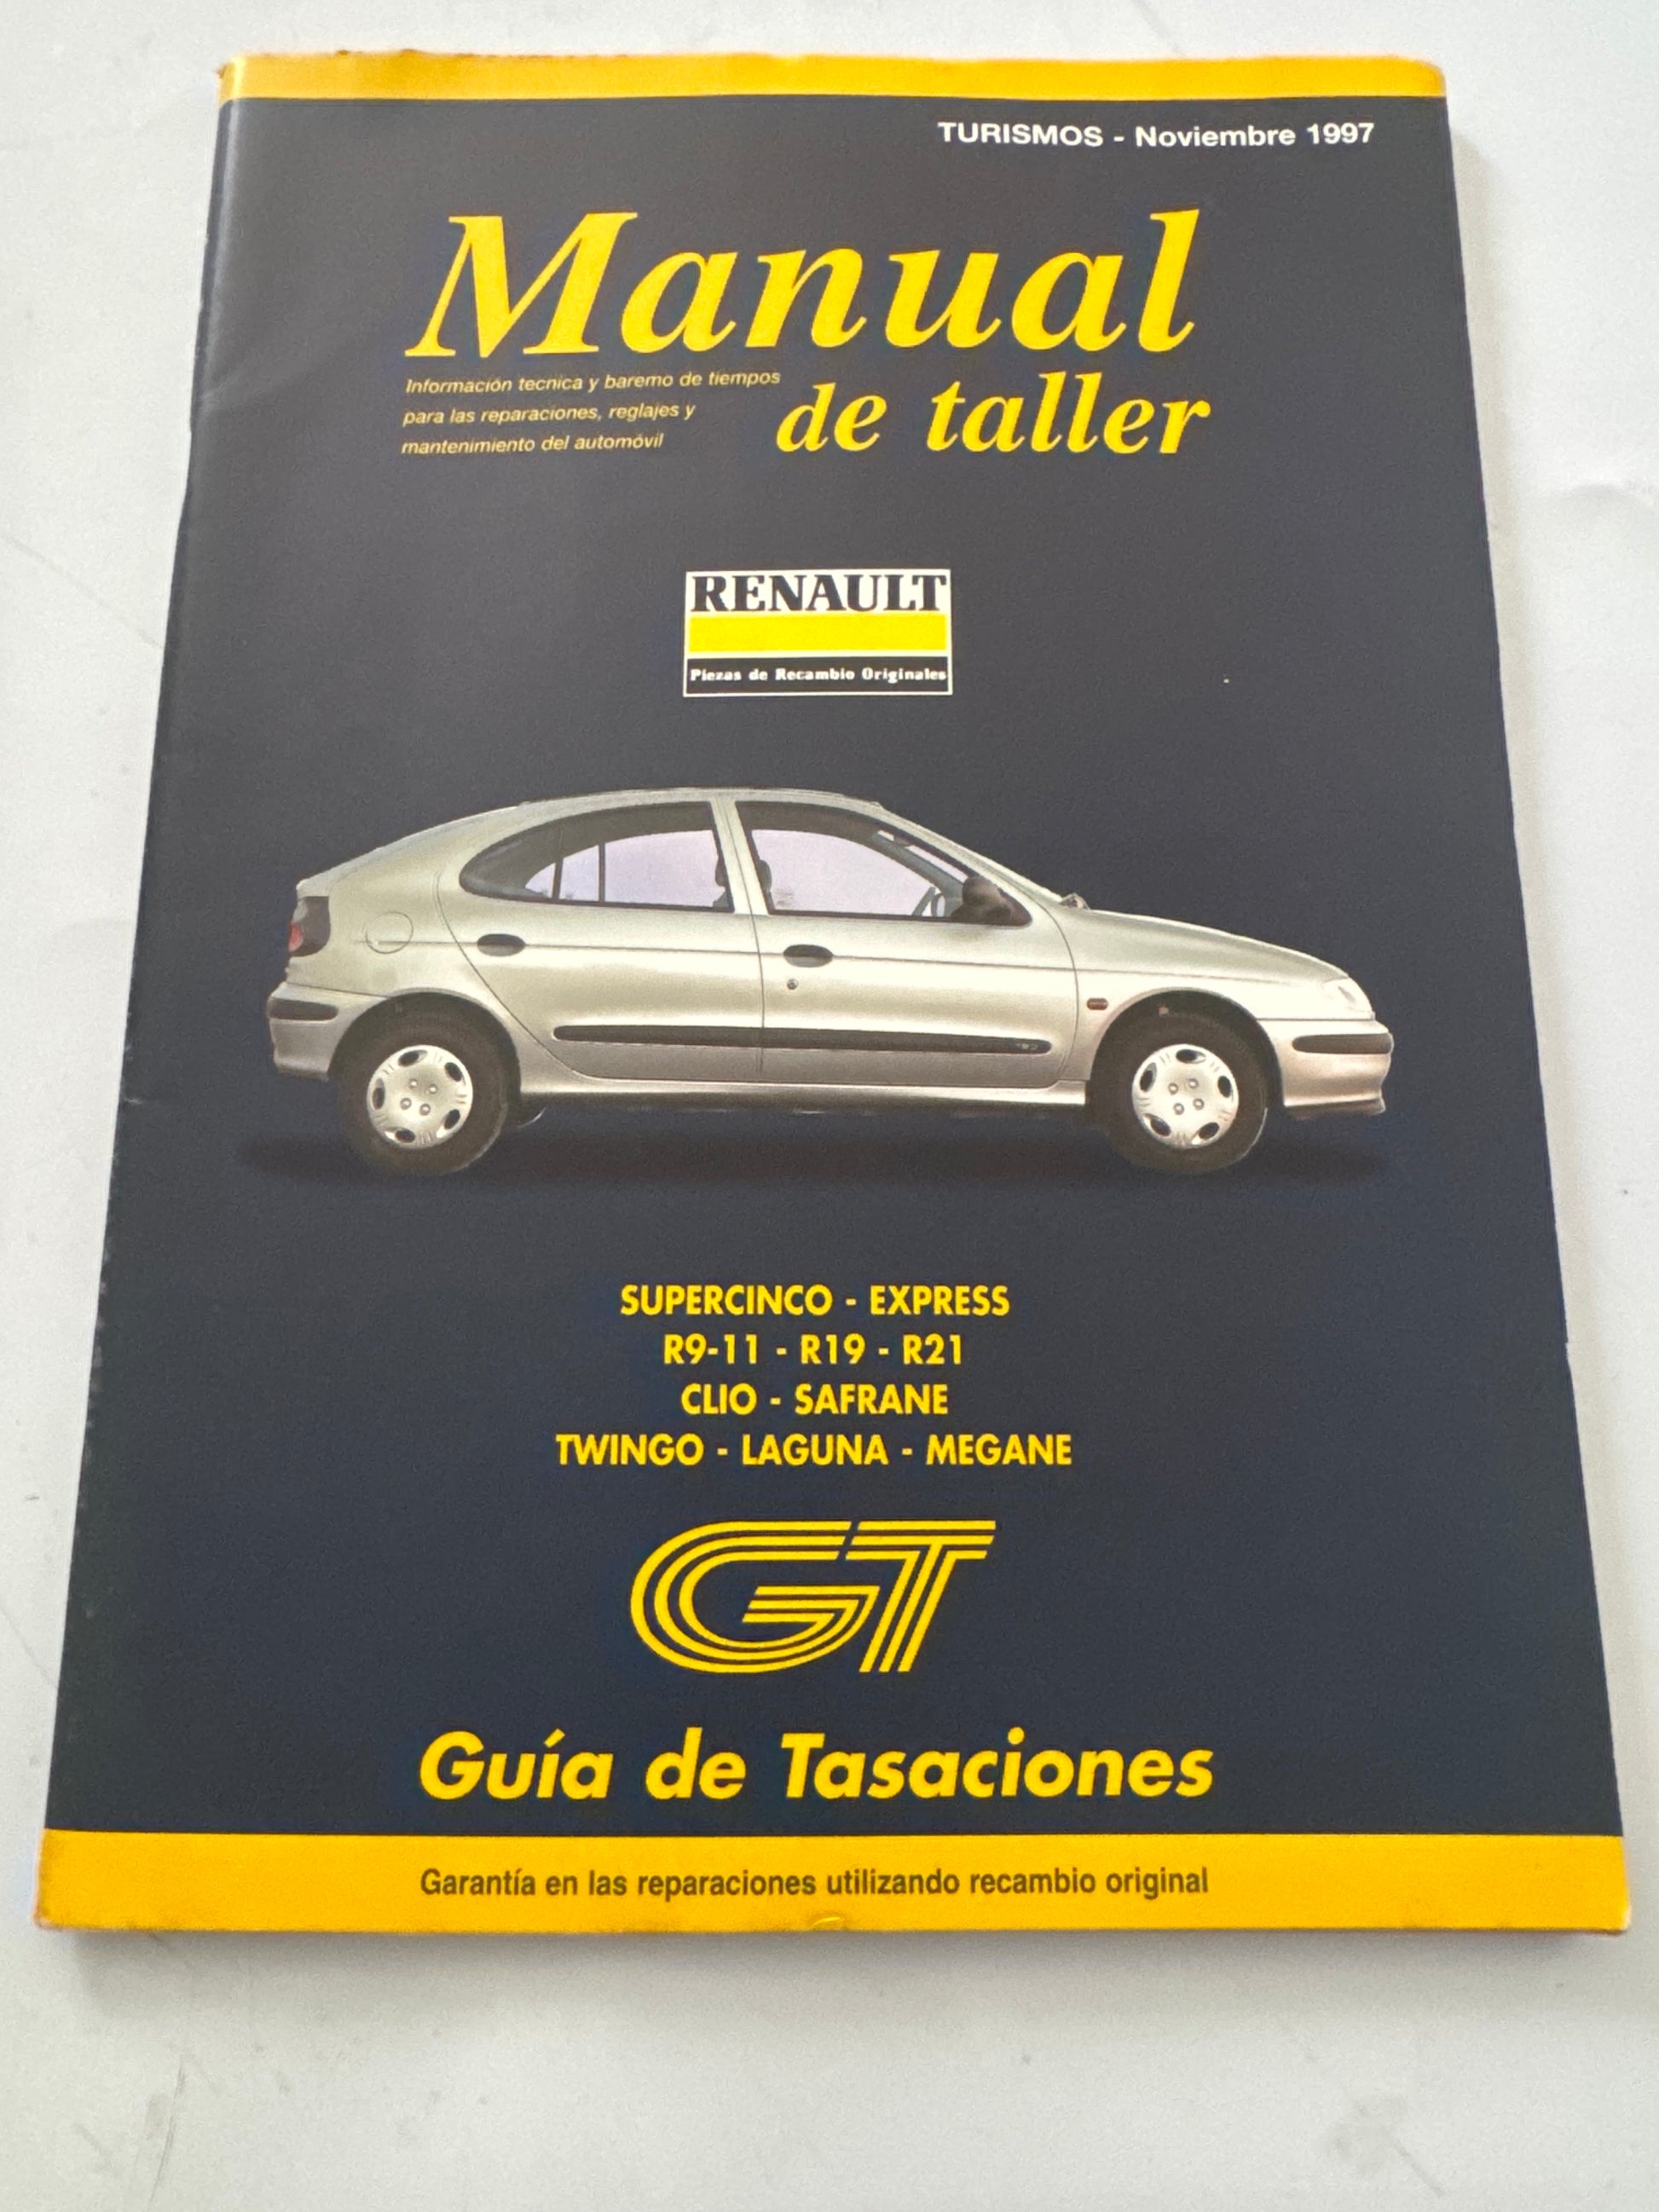 TURISMOS - Noviembre 1997
Manual
de taller
Información tecnica y baremo de tiempos
para las reparaciones, reglajes y
mantenimiento del automóvil
RENAULT
Piezas de Recambio Originales
SUPERCINCO - EXPRESS
R9-11 - R19 - R21
CLIO - SAFRANE
TWINGO - LAGUNA - MEGANE
GT
Guía de Tasaciones
Garantía en las reparaciones utilizando recambio original